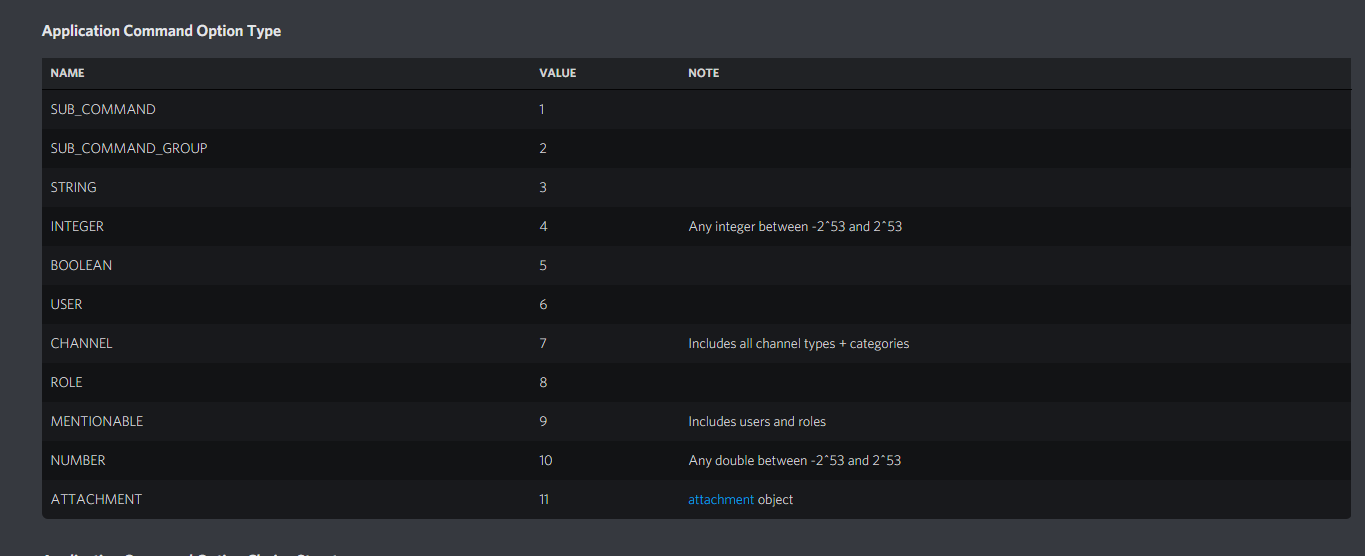 Application Command Option Type
NAME VALUE NOTE
SUB_COMMAND 1
SUB_COMMAND_GROUP 2
STRING 3
INTEGER 4 Any integer between -2^53 and 2^53
BOOLEAN 5
USER 6
CHANNEL 7 Includes all channel types + categories
ROLE 8
MENTIONABLE 9 Includes users and roles
NUMBER 10 Any double between -2^53 and 2^53
ATTACHMENT 11 attachment object